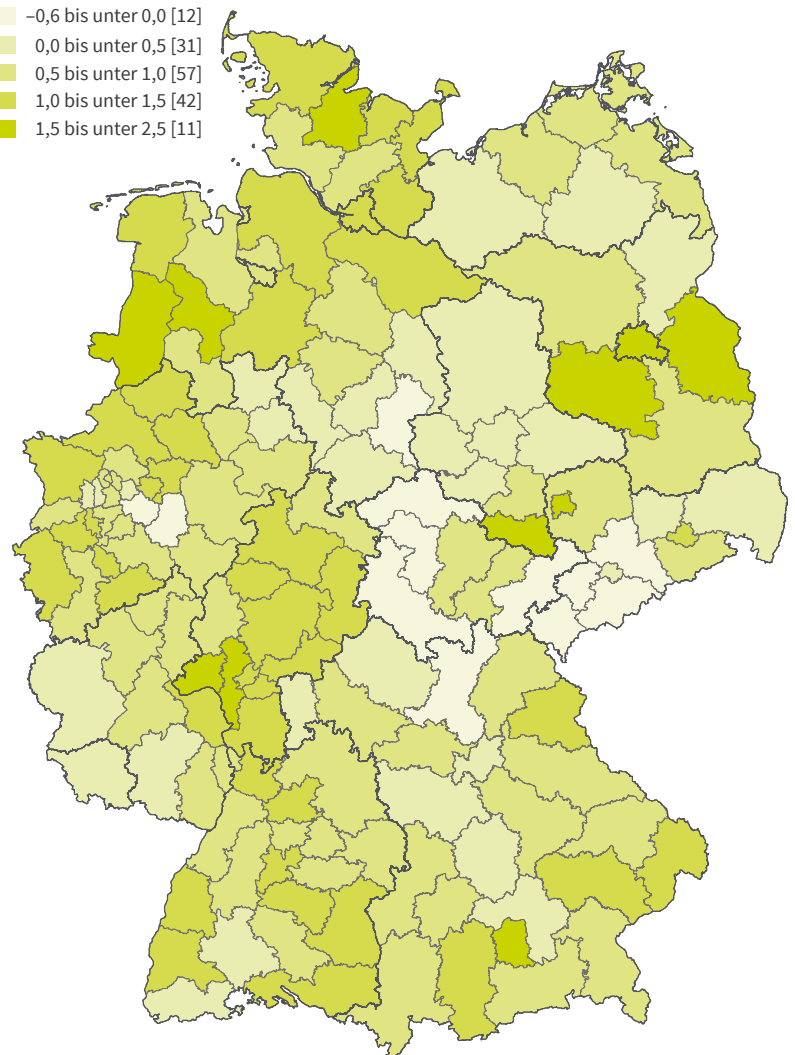 –0,6 bis unter 0,0 [12]
0,0 bis unter 0,5 [31]
0,5 bis unter 1,0 [57]
1,0 bis unter 1,5 [42]
1,5 bis unter 2,5 [11]